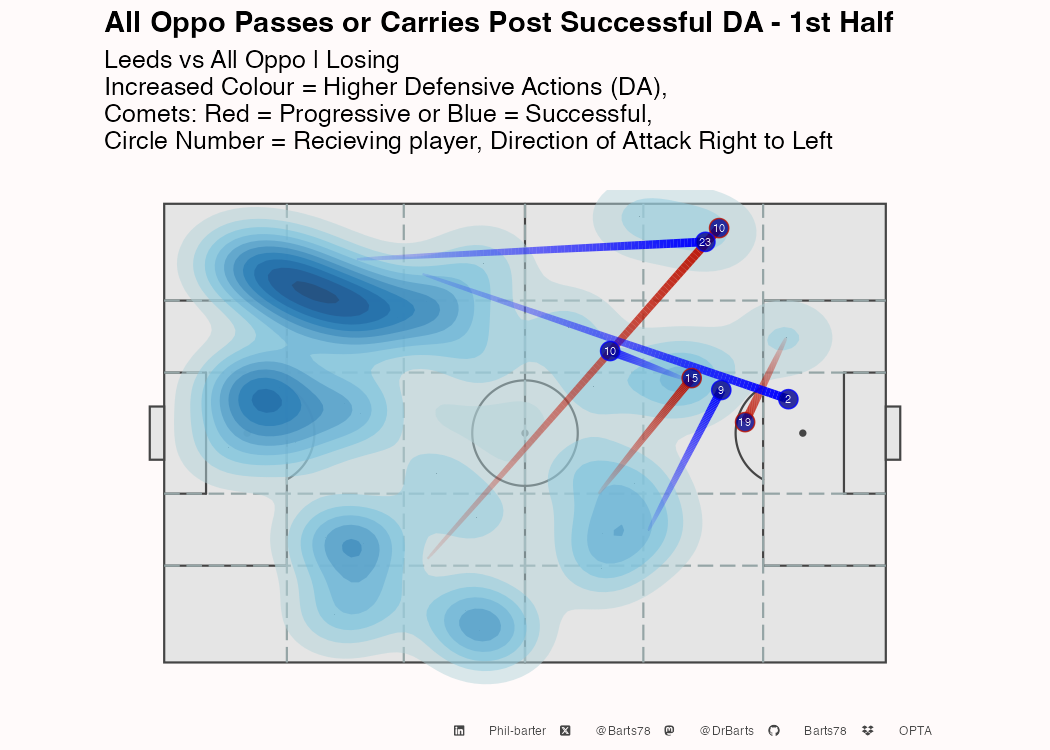 All Oppo Passes or Carries Post Successful DA - 1st Half
Leeds vs All Oppo | Losing
Increased Colour = Higher Defensive Actions (DA),
Comets: Red = Progressive or Blue = Successful,
Circle Number = Recieving player, Direction of Attack Right to Left
10
23
10
15
9
2
19
Phil-barter @Barts78 @DrBarts Barts78 OPTA